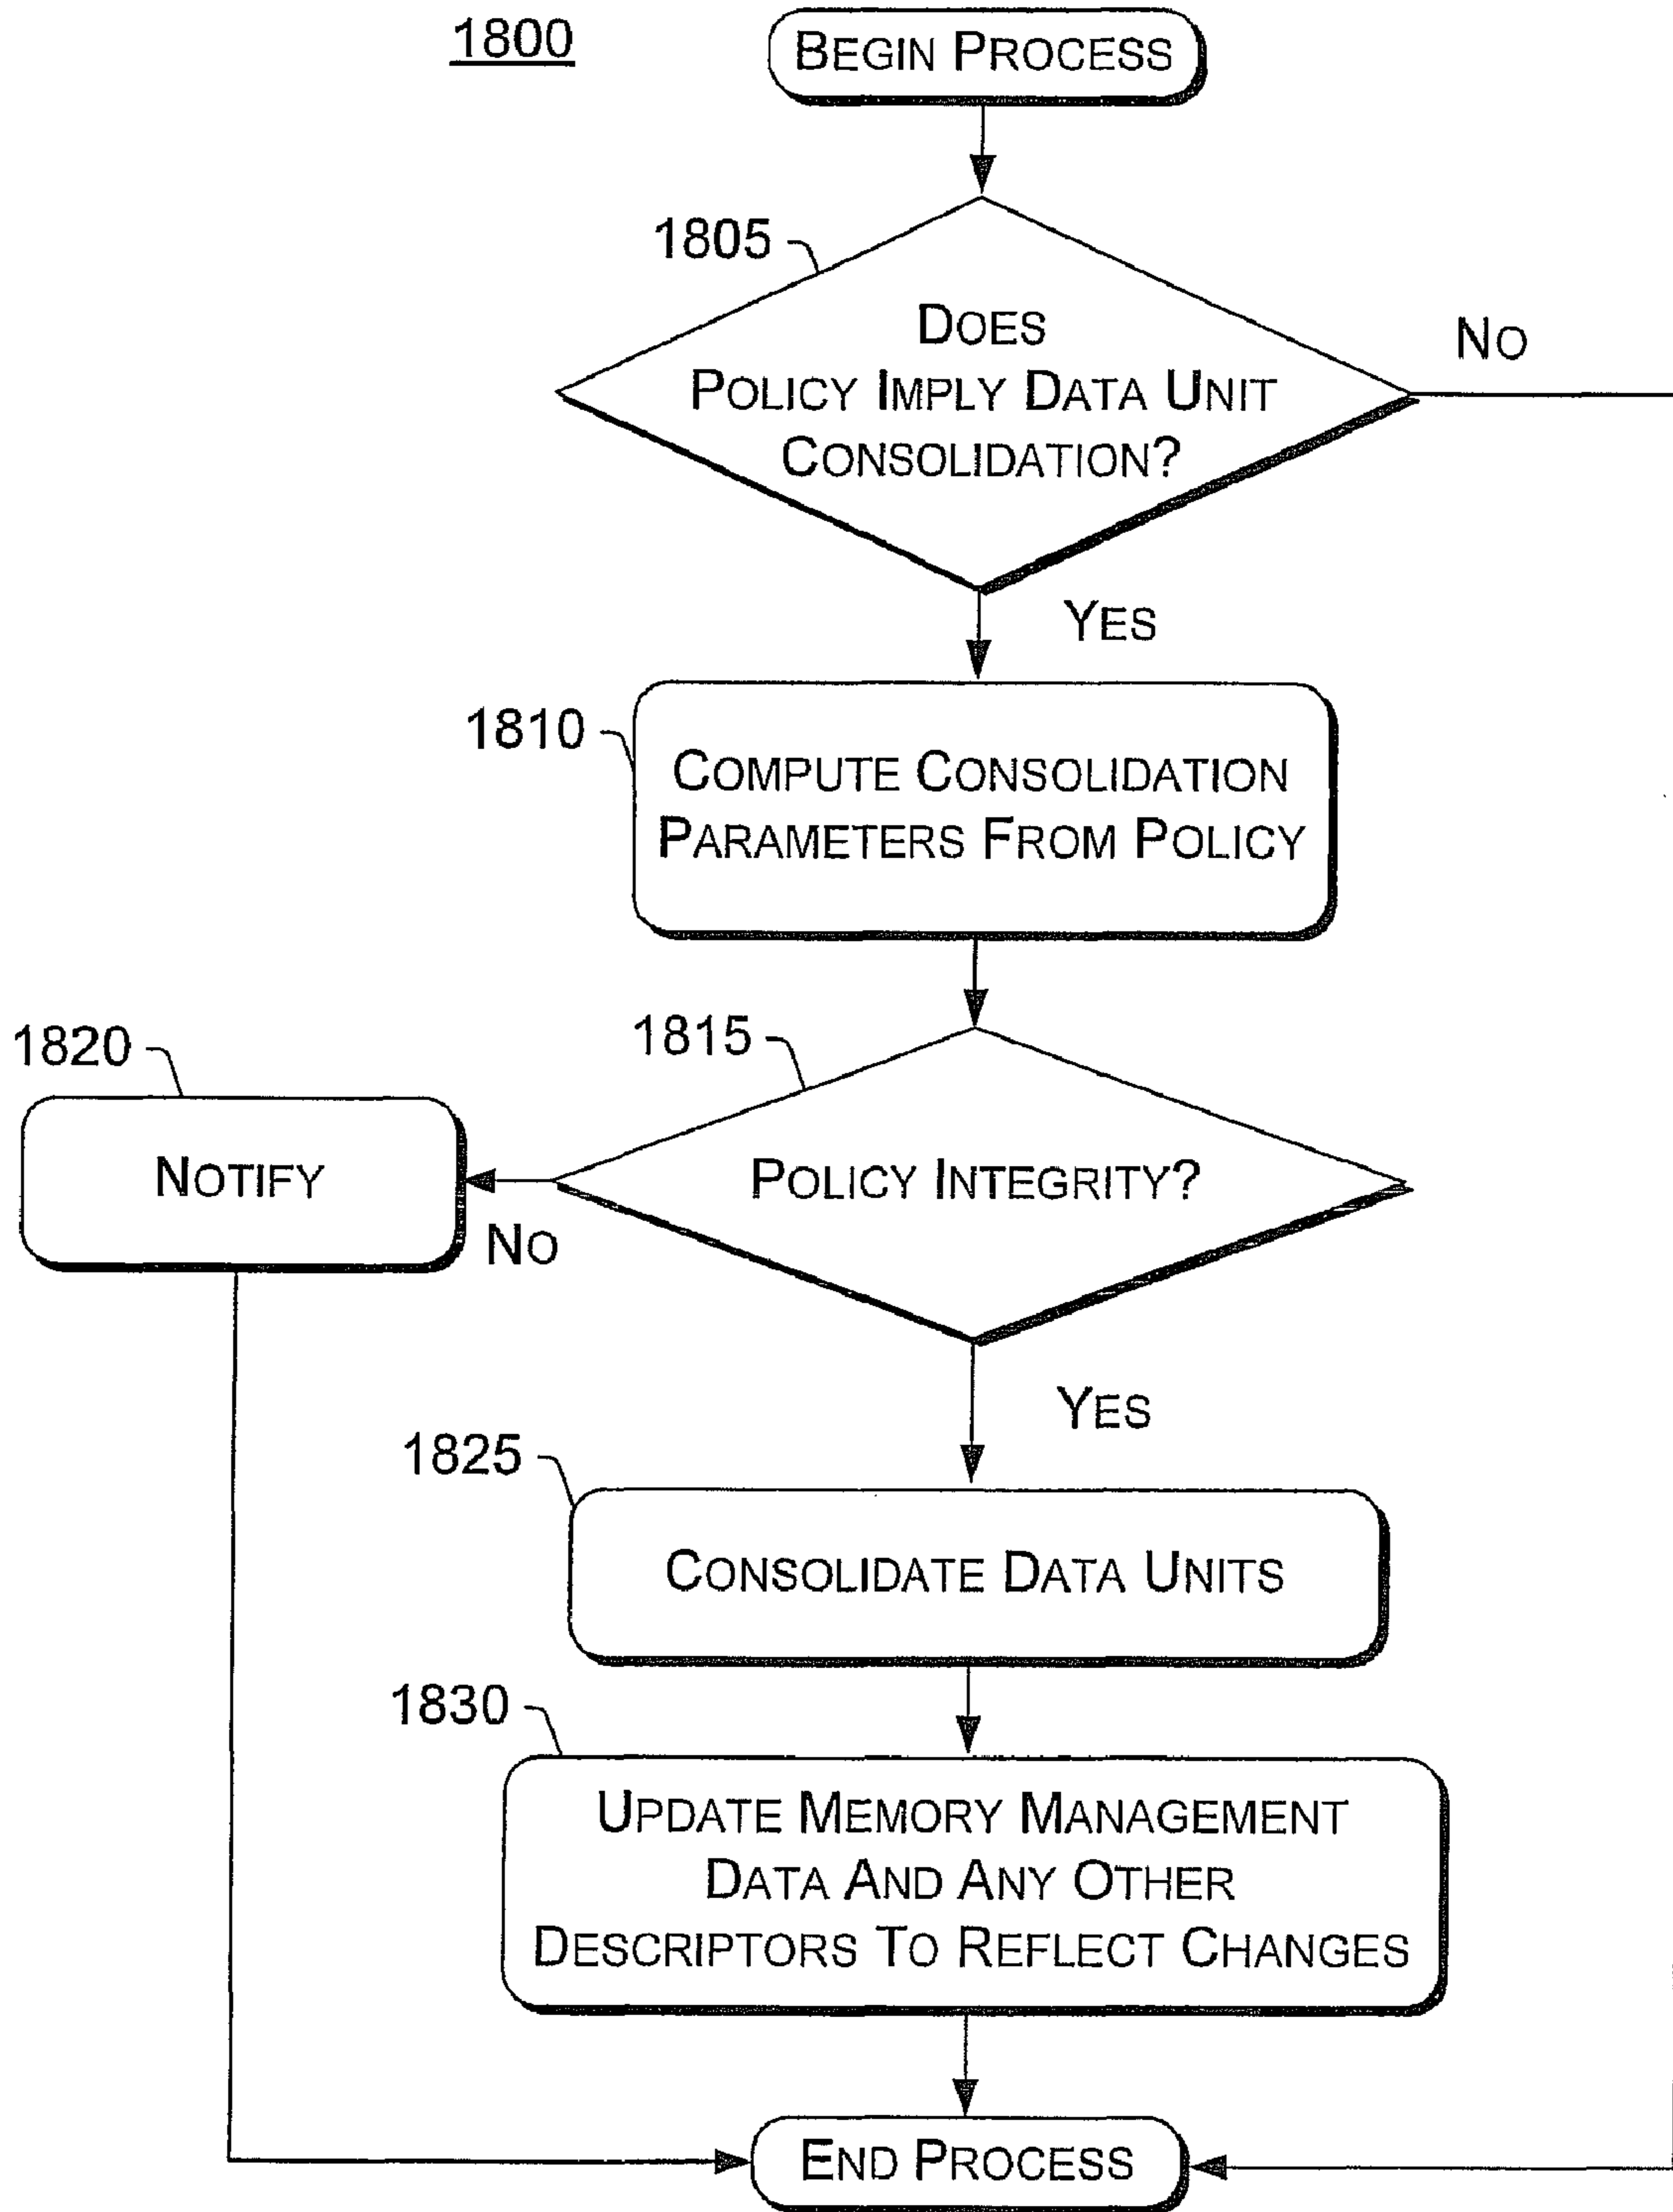 1800
BEGIN PROCESS
1805
DOES
POLICY IMPLY DATA UNIT
CONSOLIDATION?
NO
YES
1810
COMPUTE CONSOLIDATION
PARAMETERS FROM POLICY
1815
POLICY INTEGRITY?
1820
NOTIFY
NO
YES
1825
CONSOLIDATE DATA UNITS
1830
UPDATE MEMORY MANAGEMENT
DATA AND ANY OTHER
DESCRIPTORS TO REFLECT CHANGES
END PROCESS